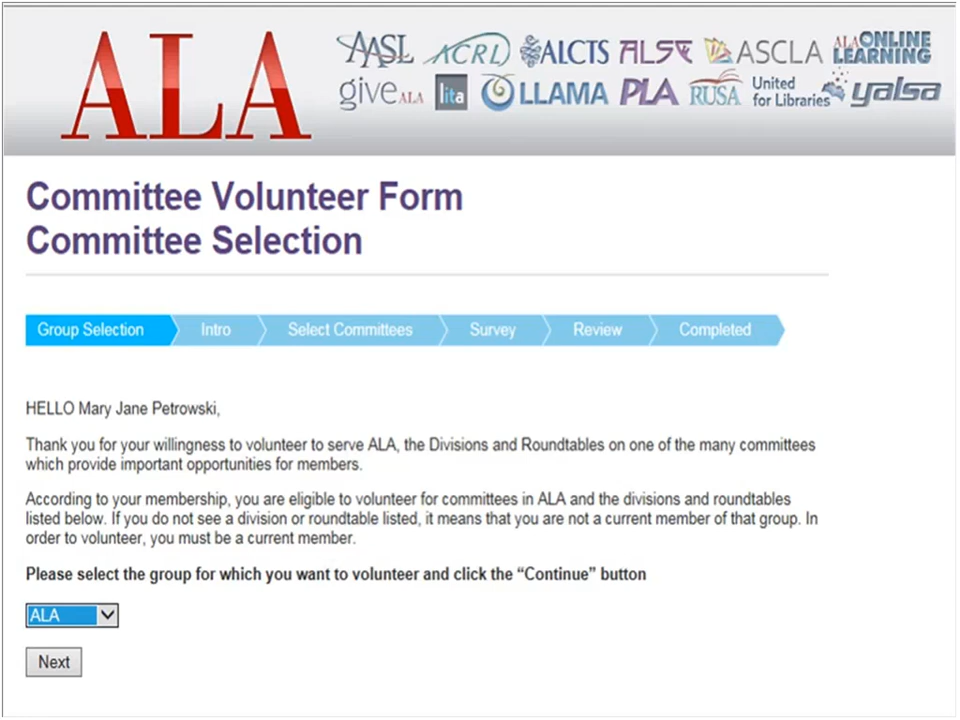 ALA
AASL ACRL ALCTS ALSC ASCLA ALA ONLINE LEARNING
give ALA lita LLAMA PLA RUSA United for Libraries yalsa
Committee Volunteer Form
Committee Selection
Group Selection Intro Select Committees Survey Review Completed
HELLO Mary Jane Petrowski,
Thank you for your willingness to volunteer to serve ALA, the Divisions and Roundtables on one of the many committees
which provide important opportunities for members.
According to your membership, you are eligible to volunteer for committees in ALA and the divisions and roundtables
listed below. If you do not see a division or roundtable listed, it means that you are not a current member of that group. In
order to volunteer, you must be a current member.
Please select the group for which you want to volunteer and click the “Continue” button
ALA
Next